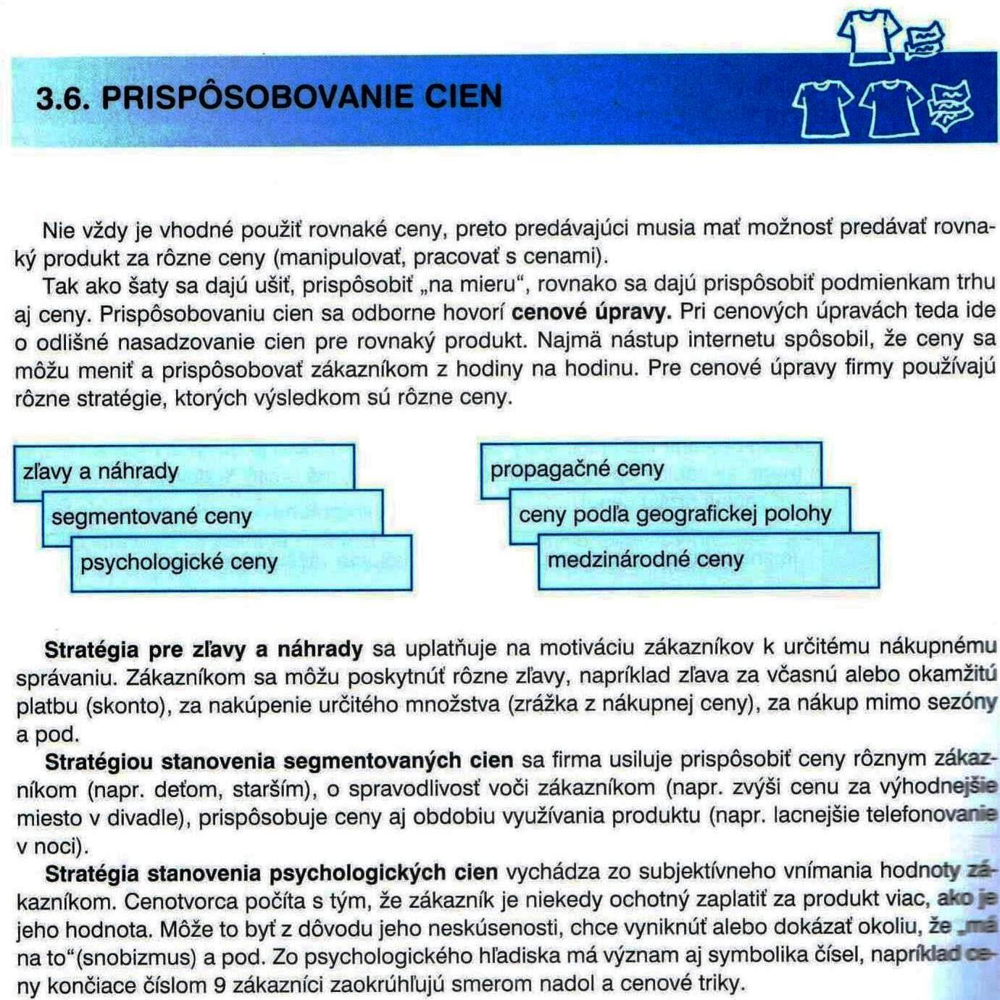 3.6. PRISPÔSOBOVANIE CIEN
Nie vždy je vhodné použiť rovnaké ceny, preto predávajúci musia mať možnosť predávať rovna-
ký produkt za rôzne ceny (manipulovať, pracovať s cenami).
Tak ako šaty sa dajú ušiť, prispôsobiť „na mieru“, rovnako sa dajú prispôsobiť podmienkam trhu
aj ceny. Prispôsobovaniu cien sa odborne hovorí cenové úpravy. Pri cenových úpravách teda ide
o odlišné nasadzovanie cien pre rovnaký produkt. Najmä nástup internetu spôsobil, že ceny sa
môžu meniť a prispôsobovať zákazníkom z hodiny na hodinu. Pre cenové úpravy firmy používajú
rôzne stratégie, ktorých výsledkom sú rôzne ceny.
zľavy a náhrady
segmentované ceny
psychologické ceny
propagačné ceny
ceny podľa geografickej polohy
medzinárodné ceny
Stratégia pre zľavy a náhrady sa uplatňuje na motiváciu zákazníkov k určitému nákupnému
správaniu. Zákazníkom sa môžu poskytnúť rôzne zľavy, napríklad zľava za včasnú alebo okamžitú
platbu (skonto), za nakúpenie určitého množstva (zrážka z nákupnej ceny), za nákup mimo sezóny
a pod.
Stratégiou stanovenia segmentovaných cien sa firma usiluje prispôsobiť ceny rôznym zákaz-
níkom (napr. deťom, starším), o spravodlivosť voči zákazníkom (napr. zvýši cenu za výhodnejšie
miesto v divadle), prispôsobuje ceny aj obdobiu využívania produktu (napr. lacnejšie telefonovanie
v noci).
Stratégia stanovenia psychologických cien vychádza zo subjektívneho vnímania hodnoty zá-
kazníkom. Cenotvorca počíta s tým, že zákazník je niekedy ochotný zaplatiť za produkt viac, ako je
jeho hodnota. Môže to byť z dôvodu jeho neskúsenosti, chce vyniknúť alebo dokázať okoliu, že „má
na to“(snobizmus) a pod. Zo psychologického hľadiska má význam aj symbolika čísel, napríklad ce-
ny končiace číslom 9 zákazníci zaokrúhľujú smerom nadol a cenové triky.